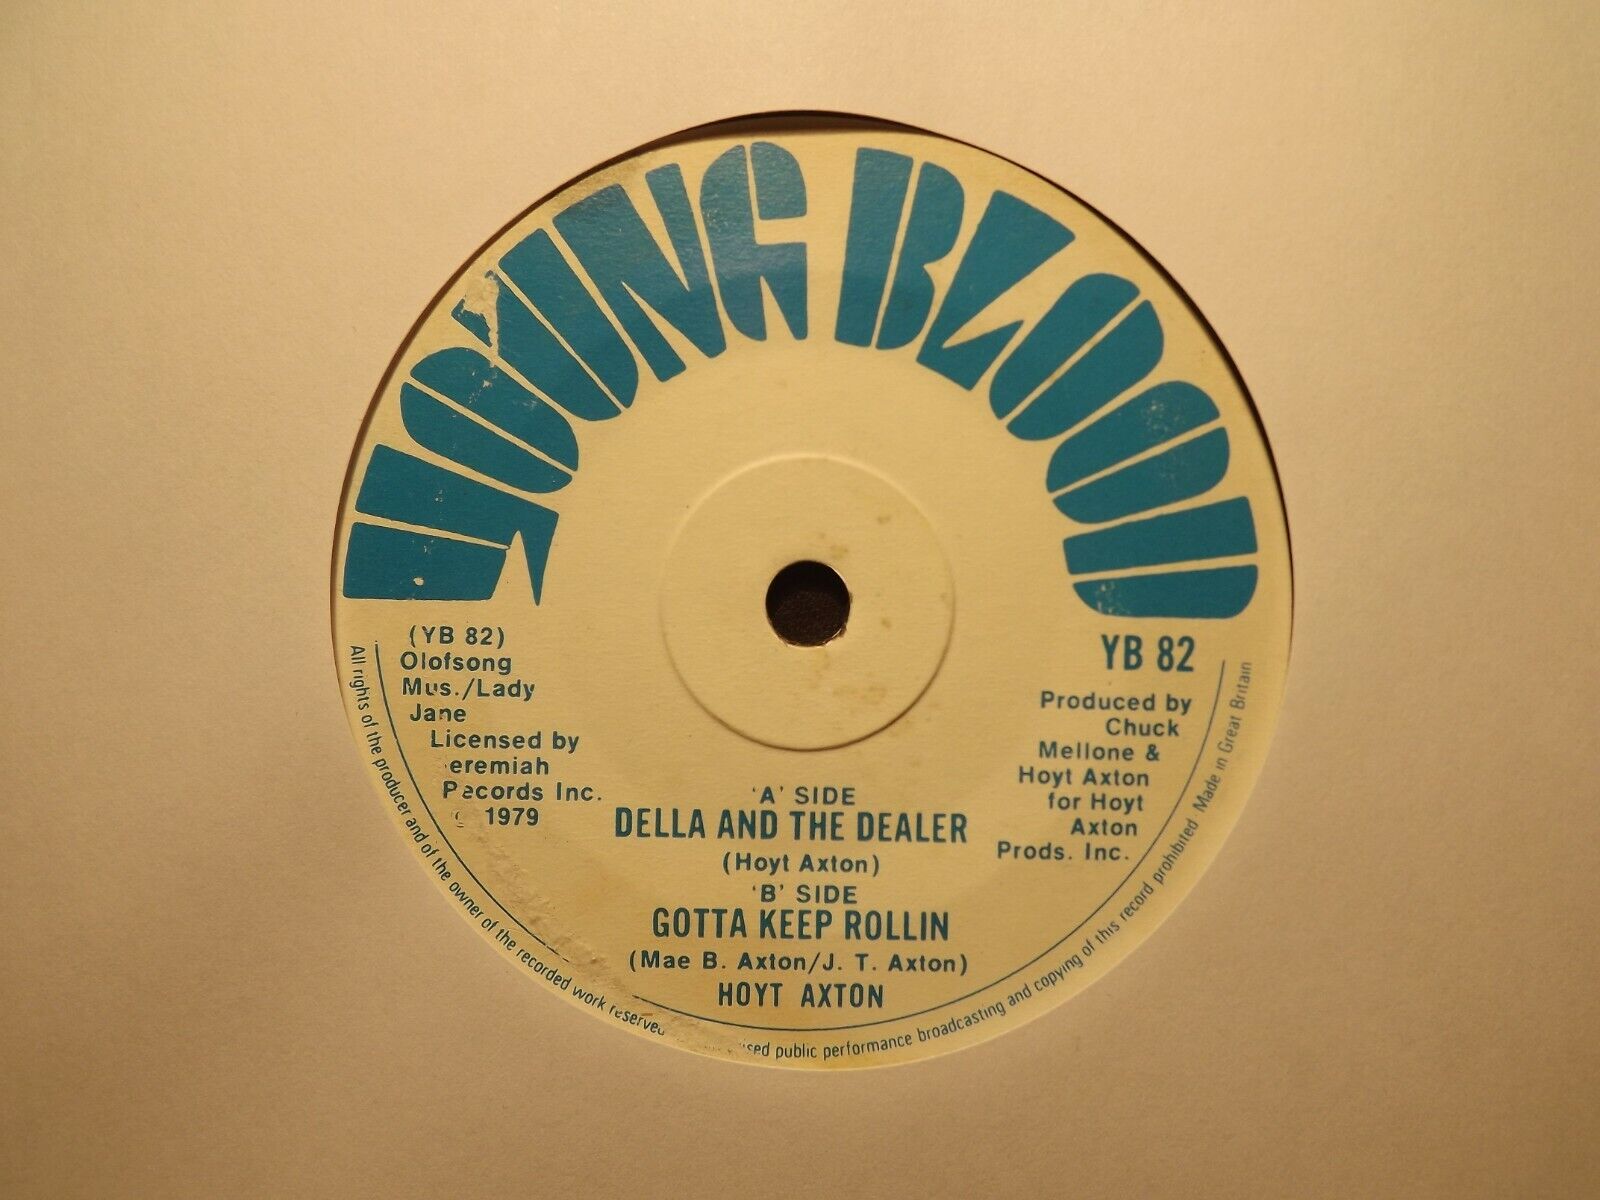 YOUNG BLOOD
(YB 82)
Olofsong
Mus./Lady
Jane
Licensed by
eremiah
Records Inc.
1979
YB 82
Produced by
Chuck
Mellone &
Hoyt Axton
for Hoyt
Axton
Prods. Inc.
'A' SIDE
DELLA AND THE DEALER
(Hoyt Axton)
'B' SIDE
GOTTA KEEP ROLLIN
(Mae B. Axton/J. T. Axton)
HOYT AXTON
All rights of the producer and of the owner of the recorded work reserved public performance broadcasting and copying of this record prohibited Made in Great Britain